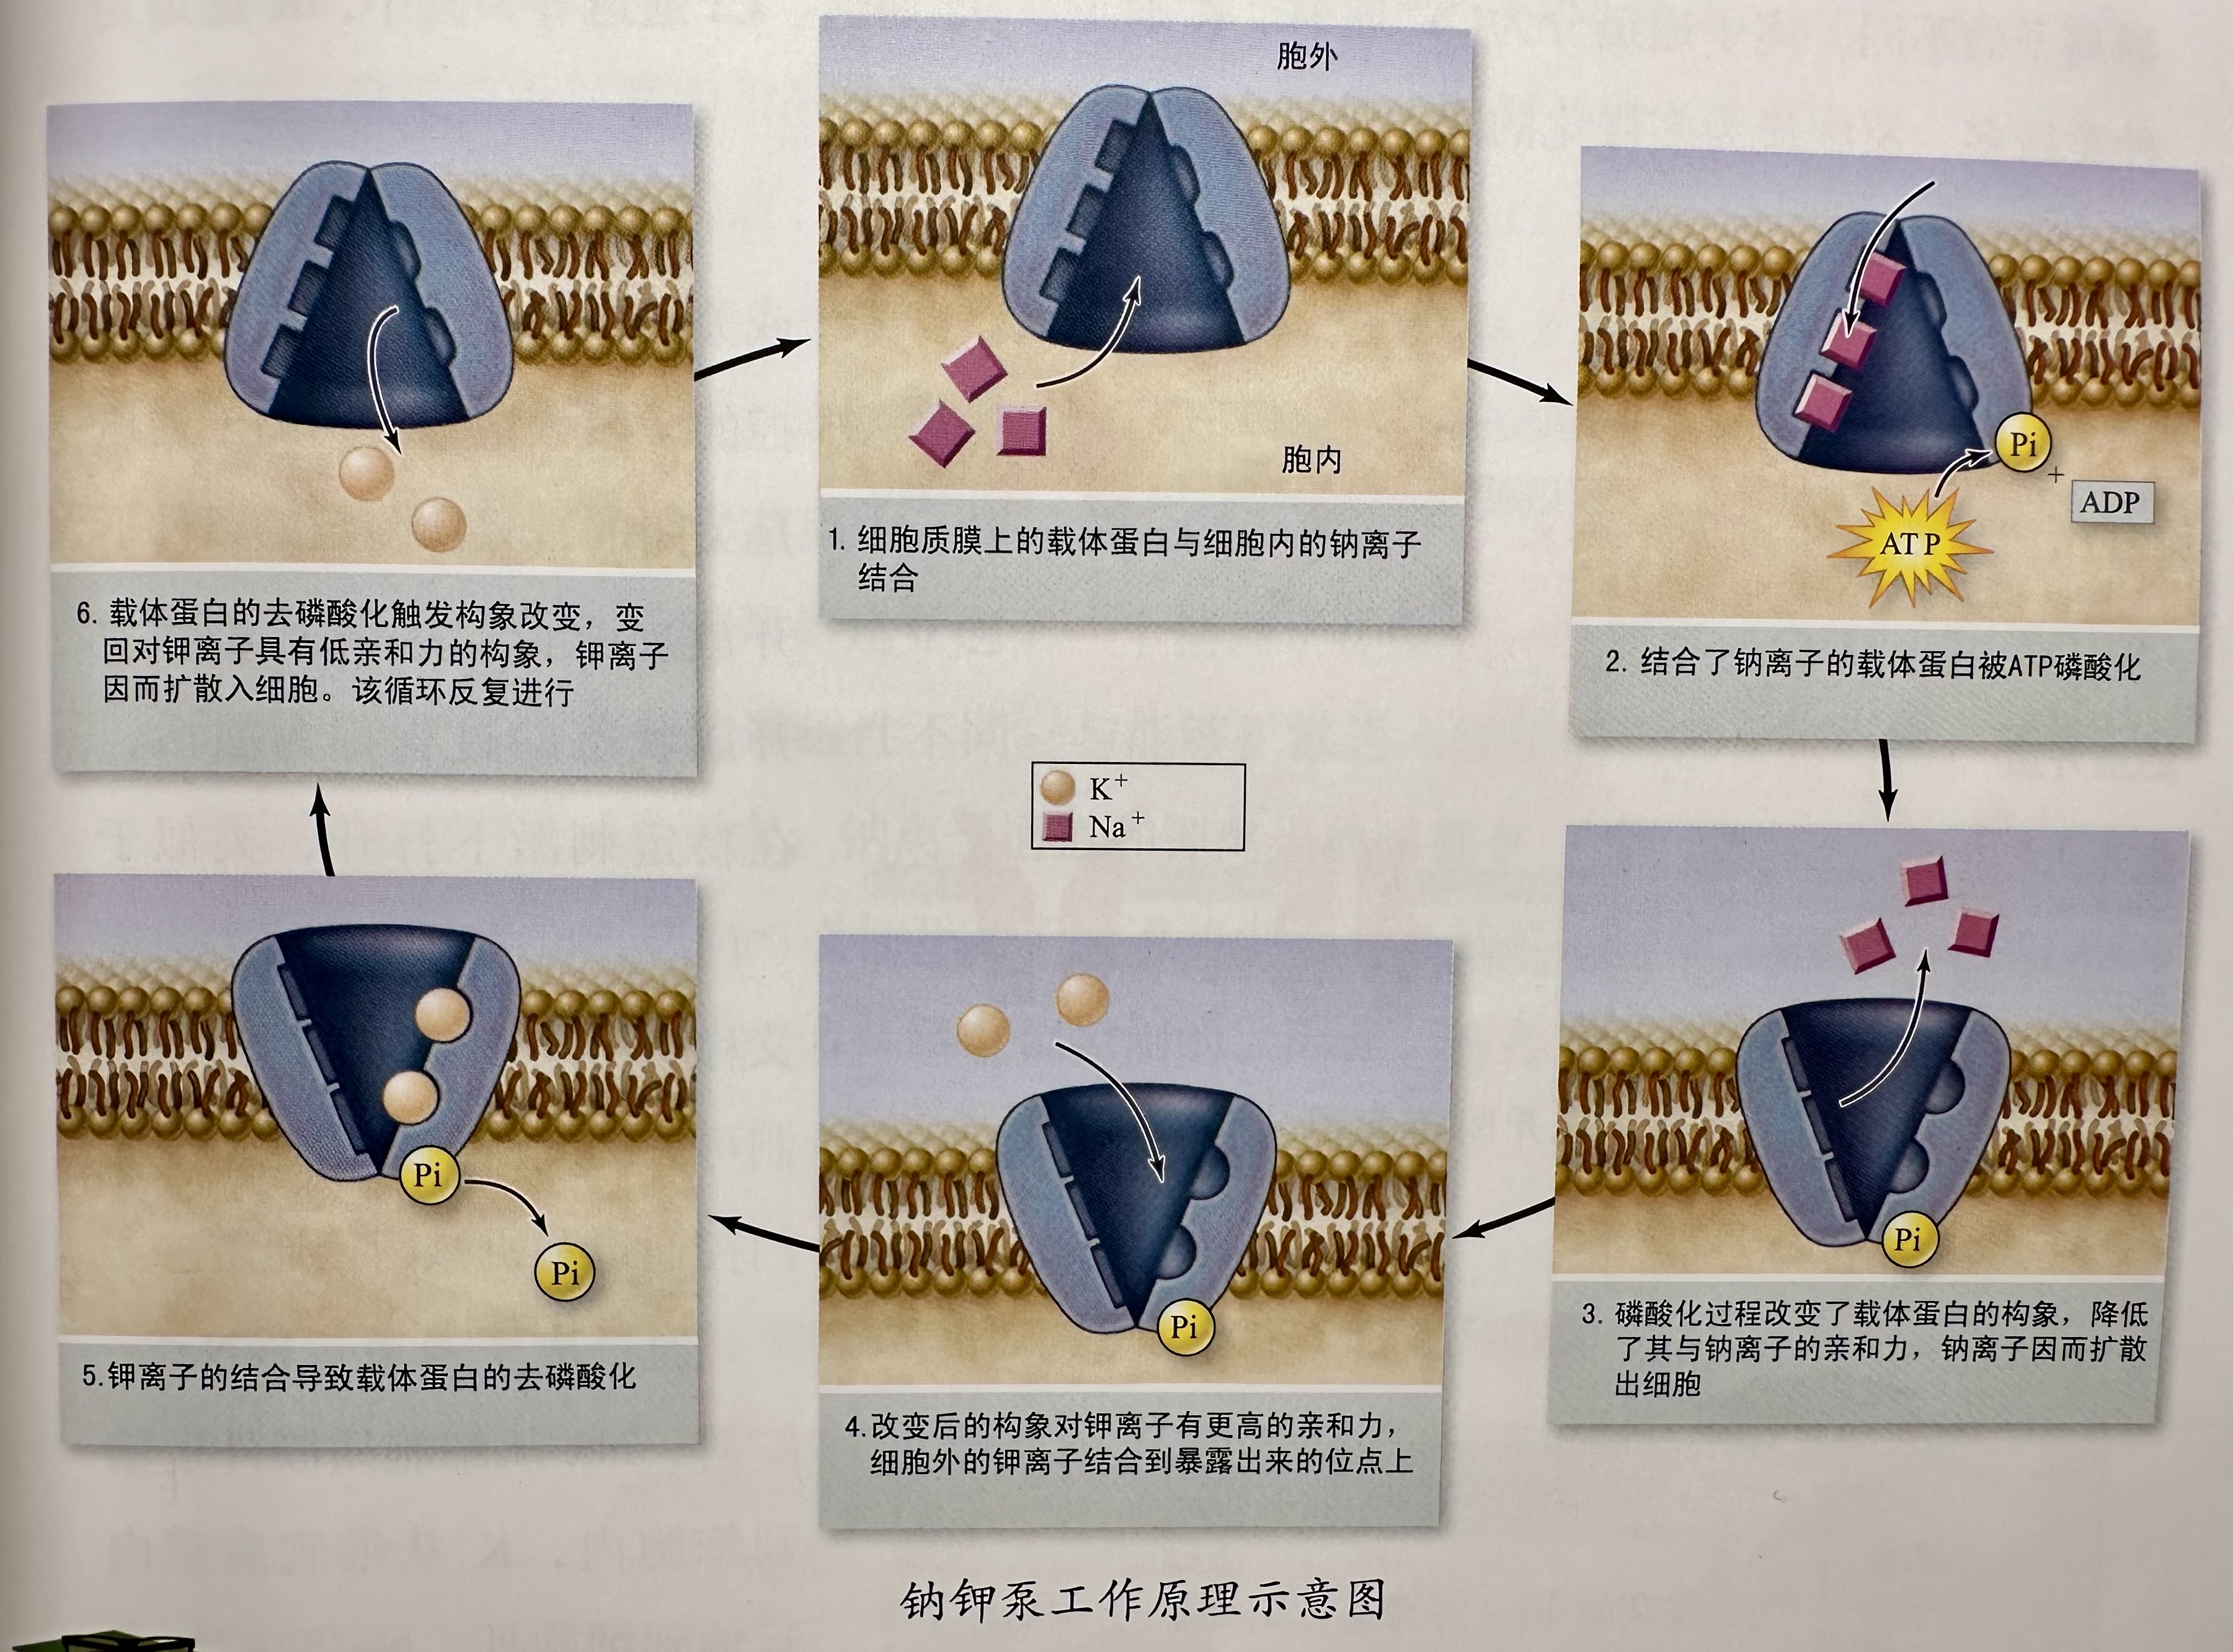 胞外
胞内
1. 细胞质膜上的载体蛋白与细胞内的钠离子
结合
Pi
+
ADP
ATP
2. 结合了钠离子的载体蛋白被ATP磷酸化
Pi
3. 磷酸化过程改变了载体蛋白的构象，降低
了其与钠离子的亲和力，钠离子因而扩散
出细胞
Pi
4.改变后的构象对钾离子有更高的亲和力，
细胞外的钾离子结合到暴露出来的位点上
Pi
Pi
5.钾离子的结合导致载体蛋白的去磷酸化
6. 载体蛋白的去磷酸化触发构象改变，变
回对钾离子具有低亲和力的构象，钾离子
因而扩散入细胞。该循环反复进行
K⁺
Na⁺
钠钾泵工作原理示意图